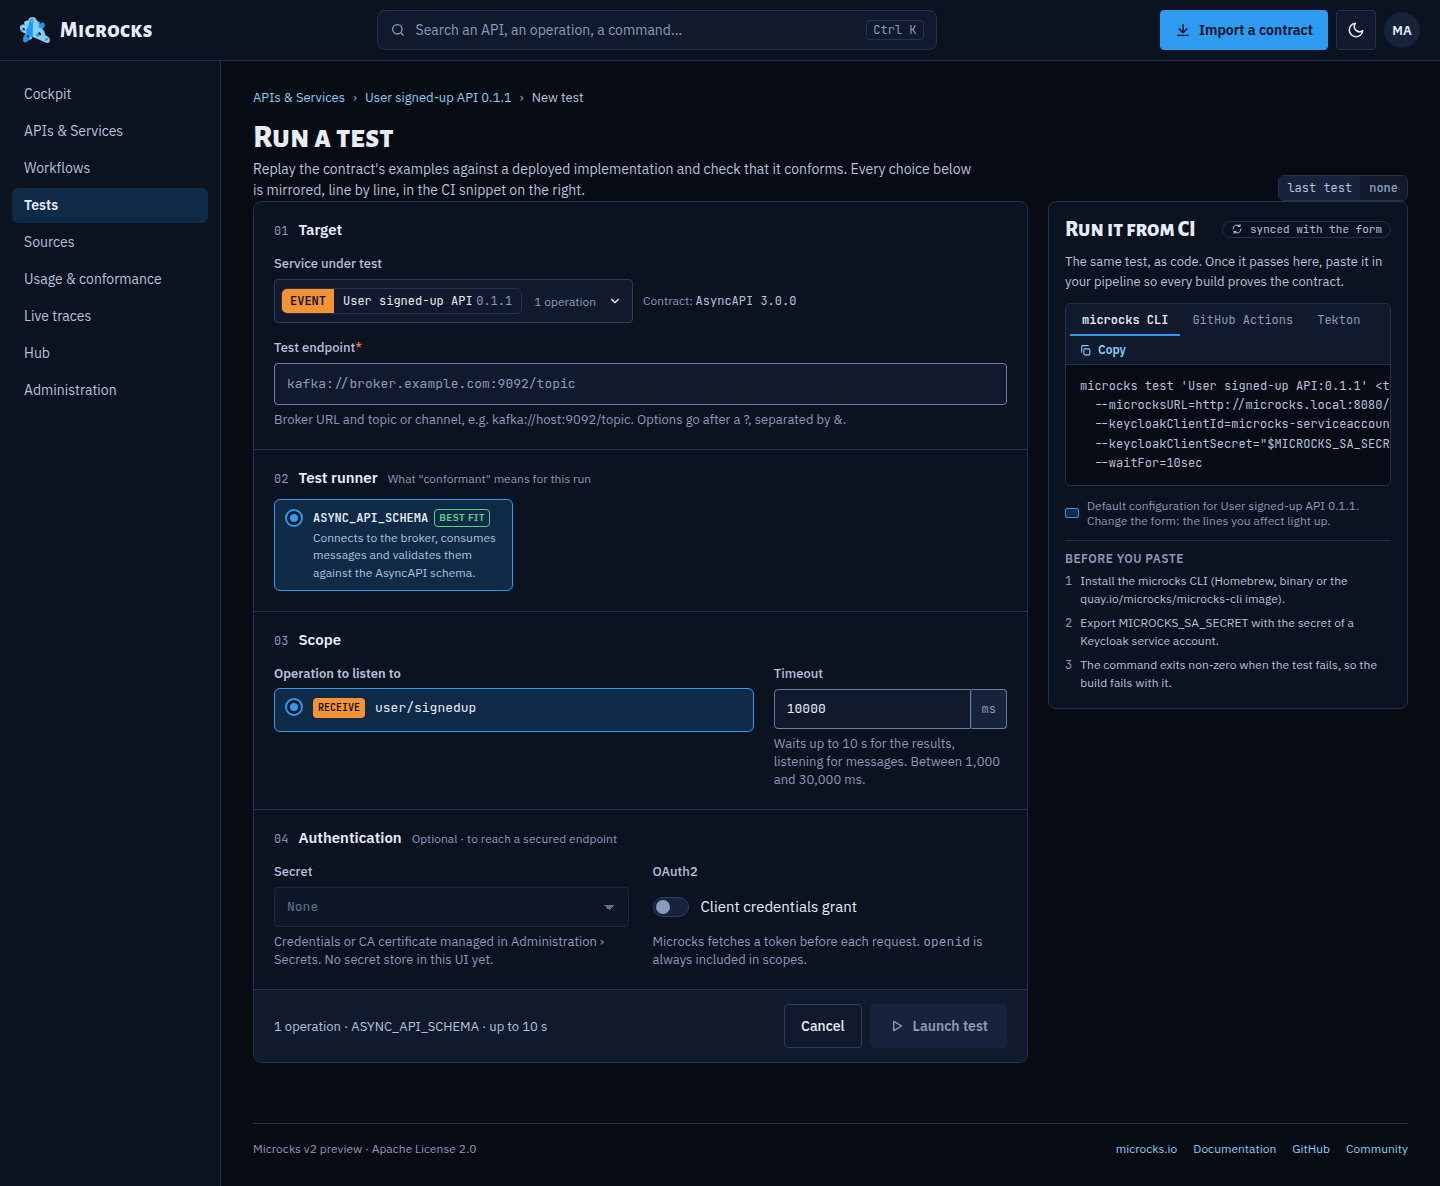 Microcks
Search an API, an operation, a command...
Ctrl K
Import a contract
MA
Cockpit
APIs & Services
Workflows
Tests
Sources
Usage & conformance
Live traces
Hub
Administration
APIs & Services › User signed-up API 0.1.1 › New test
Run a test
Replay the contract's examples against a deployed implementation and check that it conforms. Every choice below
is mirrored, line by line, in the CI snippet on the right.
last test none
01 Target
Service under test
EVENT User signed-up API 0.1.1 1 operation
Contract: AsyncAPI 3.0.0
Test endpoint*
kafka://broker.example.com:9092/topic
Broker URL and topic or channel, e.g. kafka://host:9092/topic. Options go after a ?, separated by &.
02 Test runner What "conformant" means for this run
ASYNC_API_SCHEMA BEST FIT
Connects to the broker, consumes
messages and validates them
against the AsyncAPI schema.
03 Scope
Operation to listen to
RECEIVE user/signedup
Timeout
10000 ms
Waits up to 10 s for the results,
listening for messages. Between 1,000
and 30,000 ms.
04 Authentication Optional · to reach a secured endpoint
Secret
None
Credentials or CA certificate managed in Administration ›
Secrets. No secret store in this UI yet.
OAuth2
Client credentials grant
Microcks fetches a token before each request. openid is
always included in scopes.
1 operation · ASYNC_API_SCHEMA · up to 10 s
Cancel
Launch test
Run it from CI
synced with the form
The same test, as code. Once it passes here, paste it in
your pipeline so every build proves the contract.
microcks CLI GitHub Actions Tekton
Copy
microcks test 'User signed-up API:0.1.1' <t
--microcksURL=http://microcks.local:8080/
--keycloakClientId=microcks-serviceaccoun
--keycloakClientSecret="$MICROCKS_SA_SECR
--waitFor=10sec
Default configuration for User signed-up API 0.1.1.
Change the form: the lines you affect light up.
BEFORE YOU PASTE
1 Install the microcks CLI (Homebrew, binary or the
quay.io/microcks/microcks-cli image).
2 Export MICROCKS_SA_SECRET with the secret of a
Keycloak service account.
3 The command exits non-zero when the test fails, so the
build fails with it.
Microcks v2 preview · Apache License 2.0
microcks.io Documentation GitHub Community